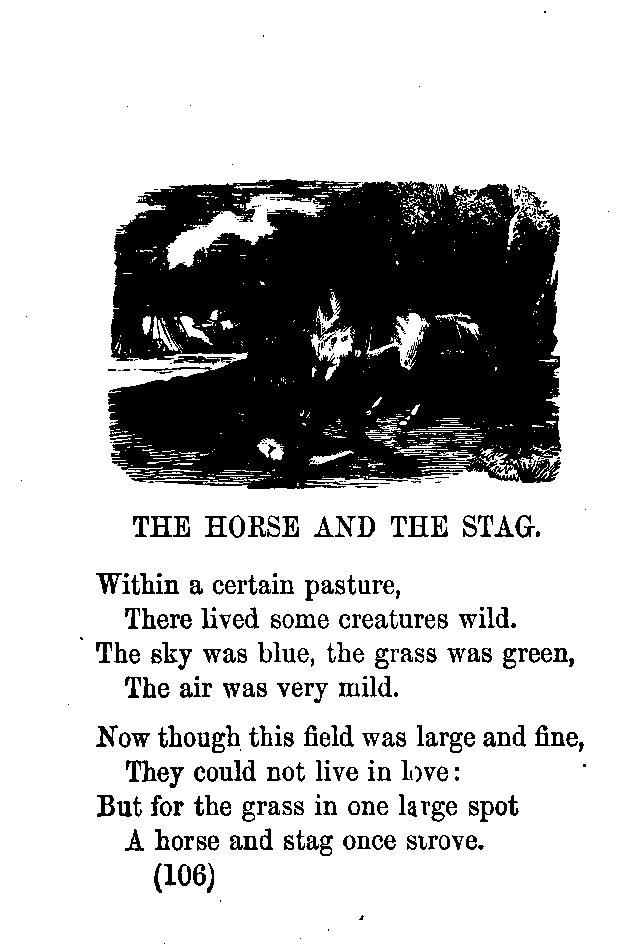 THE HORSE AND THE STAG.
Within a certain pasture,
There lived some creatures wild.
The sky was blue, the grass was green,
The air was very mild.
Now though this field was large and fine,
They could not live in love:
But for the grass in one large spot
A horse and stag once strove.
(106)